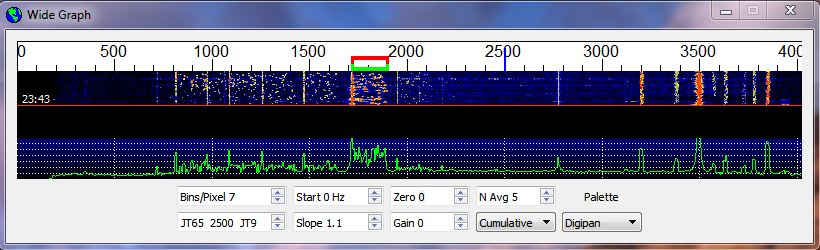 Wide Graph
0 500 1000 1500 2000 2500 3000 3500 400
23:43
Bins/Pixel 7 Start 0 Hz Zero 0 N Avg 5 Palette
JT65 2500 JT9 Slope 1.1 Gain 0 Cumulative Digipan